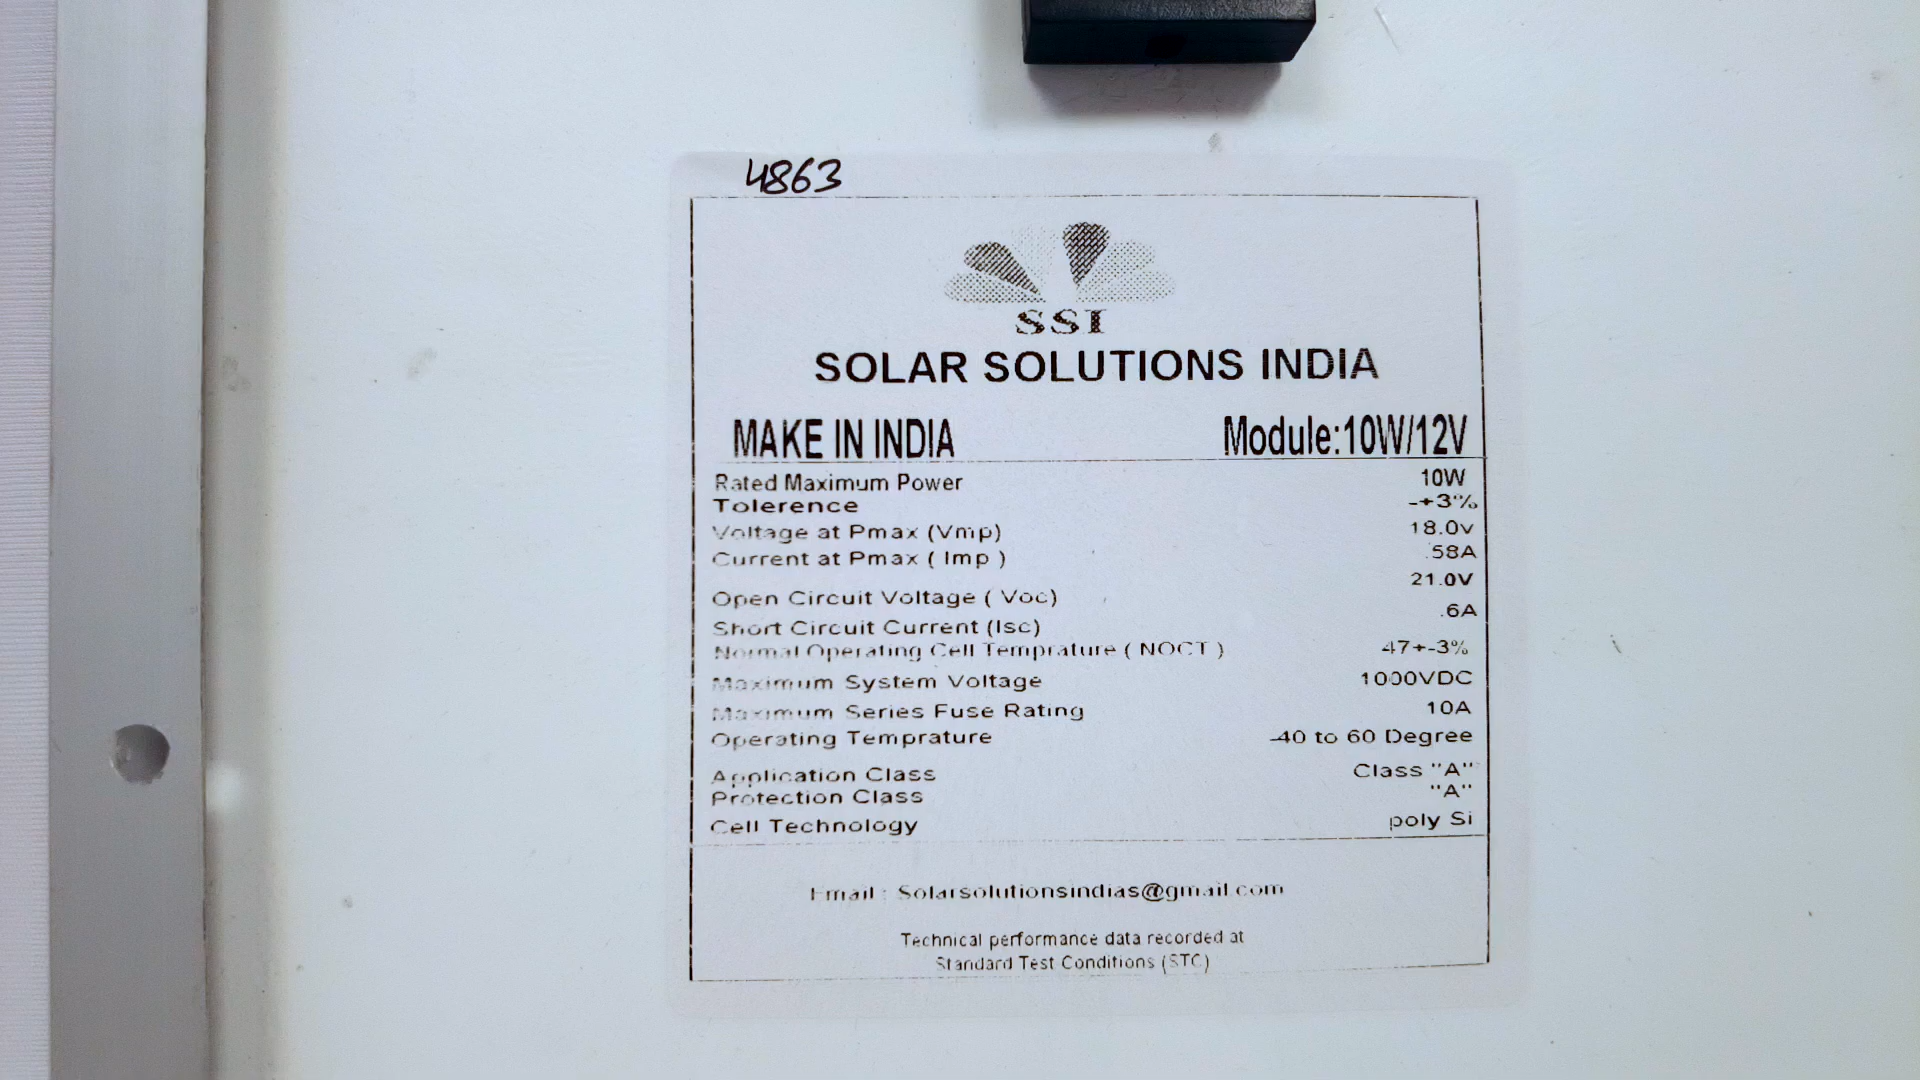 4863
SSI
SOLAR SOLUTIONS INDIA
MAKE IN INDIA Module:10W/12V
Rated Maximum Power 10W
Tolerence -+3%
Voltage at Pmax (Vmp) 18.0v
Current at Pmax ( Imp ) .58A
Open Circuit Voltage ( Voc) 21.0V
Short Circuit Current (Isc) .6A
Normal Operating Cell Temprature ( NOCT ) 47+-3%
Maximum System Voltage 1000VDC
Maximum Series Fuse Rating 10A
Operating Temprature -40 to 60 Degree
Application Class Class "A"
Protection Class "A"
Cell Technology poly Si
Email : Solarsolutionsindias@gmail.com
Technical performance data recorded at
Standard Test Conditions (STC)